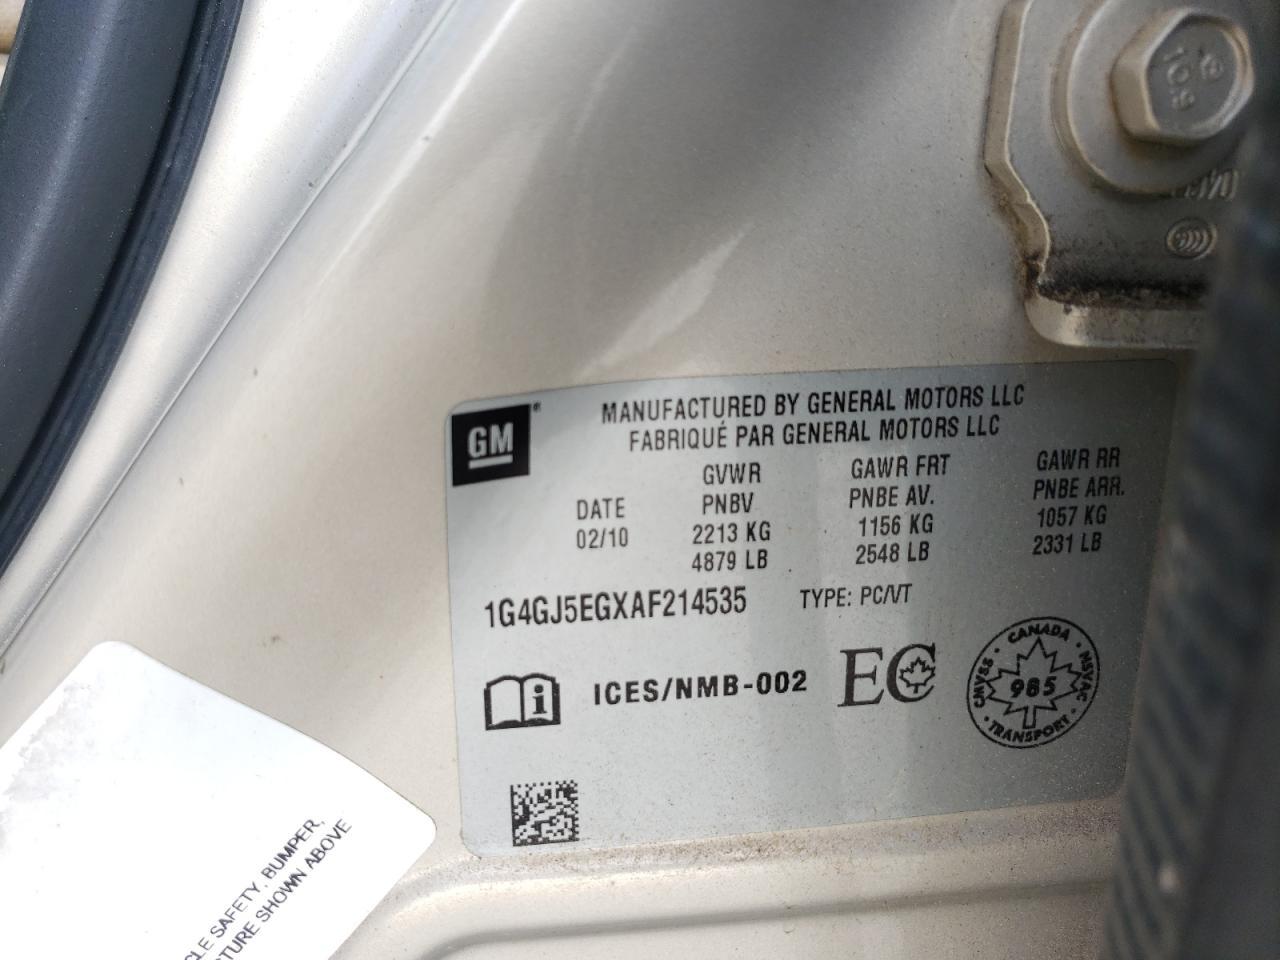 10.9
GM
MANUFACTURED BY GENERAL MOTORS LLC
FABRIQUÉ PAR GENERAL MOTORS LLC
DATE GVWR GAWR FRT GAWR RR
PNBV PNBE AV. PNBE ARR.
02/10 2213 KG 1156 KG 1057 KG
4879 LB 2548 LB 2331 LB
1G4GJ5EGXAF214535 TYPE: PC/VT
i ICES/NMB-002 EC
CANADA
CMVSS 985 NSVAC
TRANSPORT
CLE SAFETY, BUMPER,
CTURE SHOWN ABOVE